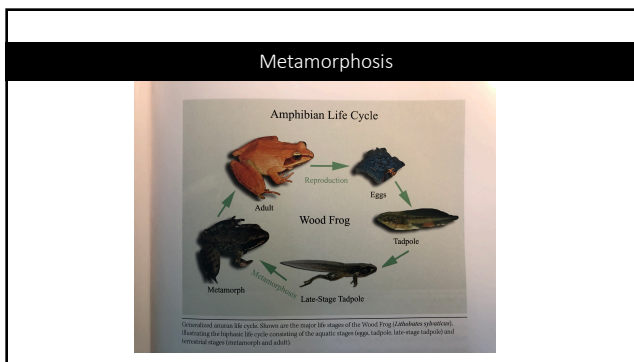 Metamorphosis
Amphibian Life Cycle
Reproduction
Adult
Eggs
Wood Frog
Tadpole
Metamorph
Metamorphosis
Late-Stage Tadpole
Generalized anuran life cycle. Shown are the major life stages of the Wood Frog (Lithobates sylvaticus),
illustrating the biphasic life cycle consisting of the aquatic stages (eggs, tadpole, late-stage tadpole) and
terrestrial stages (metamorph and adult).